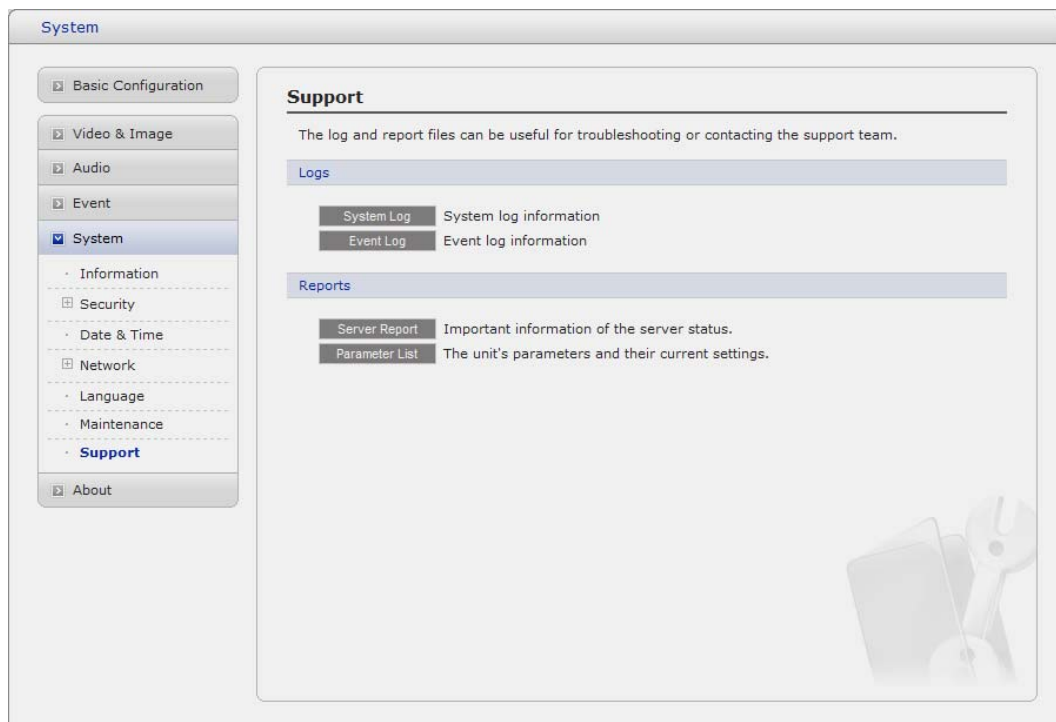 System
Basic Configuration
Video & Image
Audio
Event
System
Information
Security
Date & Time
Network
Language
Maintenance
Support
About
Support
The log and report files can be useful for troubleshooting or contacting the support team.
Logs
System Log System log information
Event Log Event log information
Reports
Server Report Important information of the server status.
Parameter List The unit's parameters and their current settings.